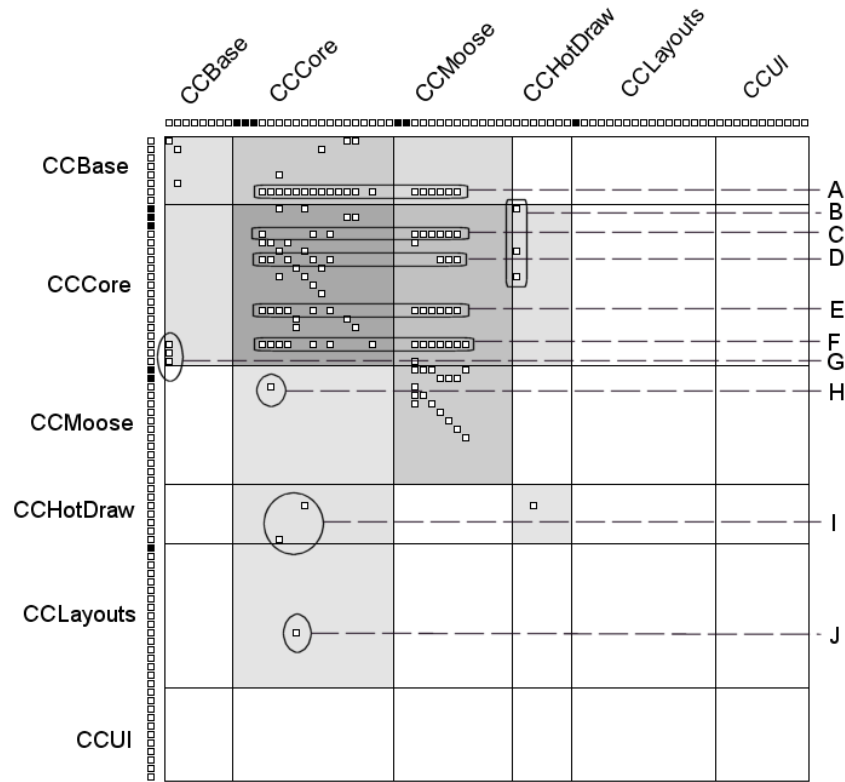 CCBase
CCCore
CCMoose
CCHotDraw
CCLayouts
CCUI
CCBase
A
B
C
D
CCCore
E
F
G
H
CCMoose
CCHotDraw
I
CCLayouts
J
CCUI